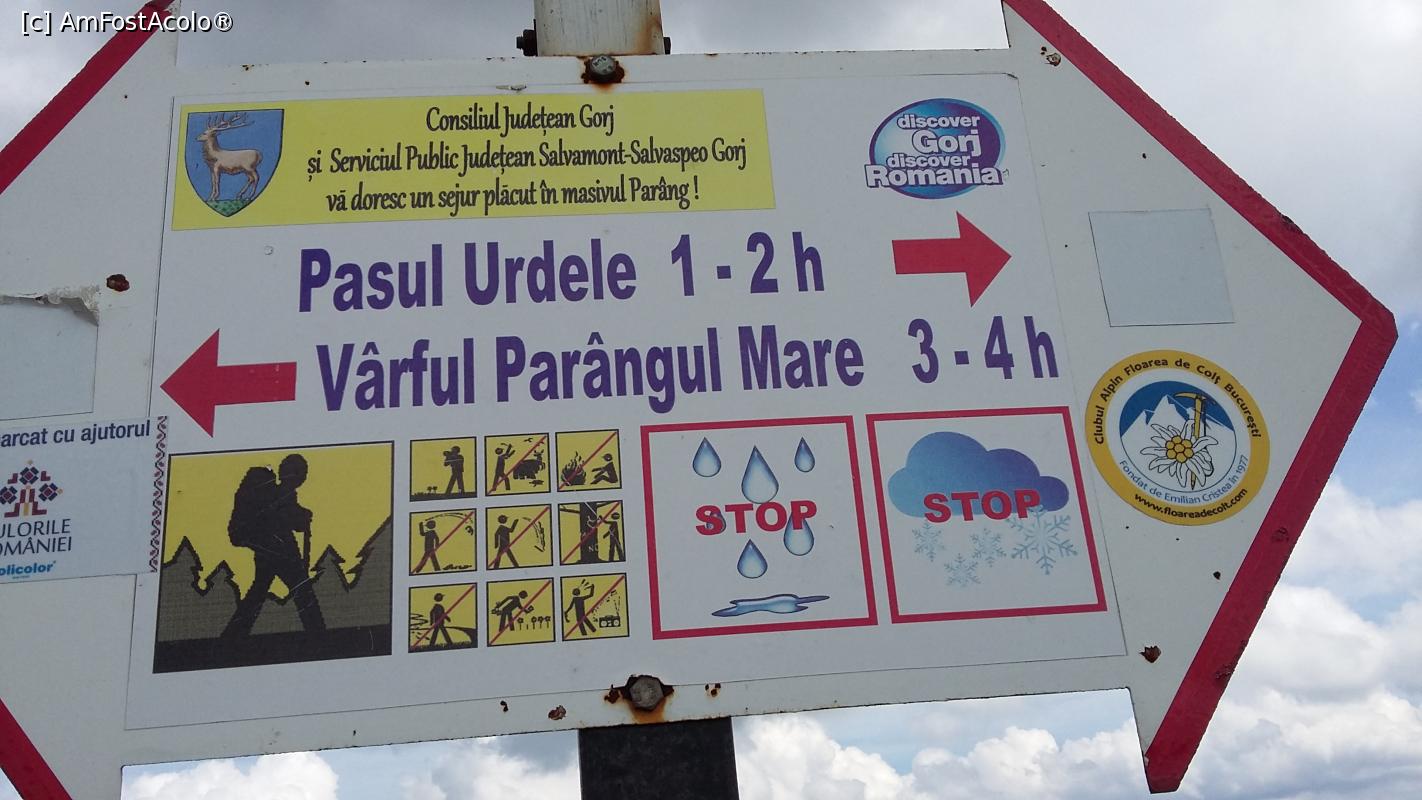 [c] AmFostAcolo®
Consiliul Județean Gorj
și Serviciul Public Județean Salvamont-Salvaspeo Gorj
vă doresc un sejur plăcut în masivul Parâng !
discover
Gorj
discover
Romania
Pasul Urdele 1 - 2 h
Vârful Parângul Mare 3 - 4 h
arcat cu ajutorul
ULORILE
OMÂNIEI
olicolor
STOP
STOP
Clubul Alpin Floarea de Colț București
Fondat de Emilian Cristea în 1977
www.floareadecolt.com